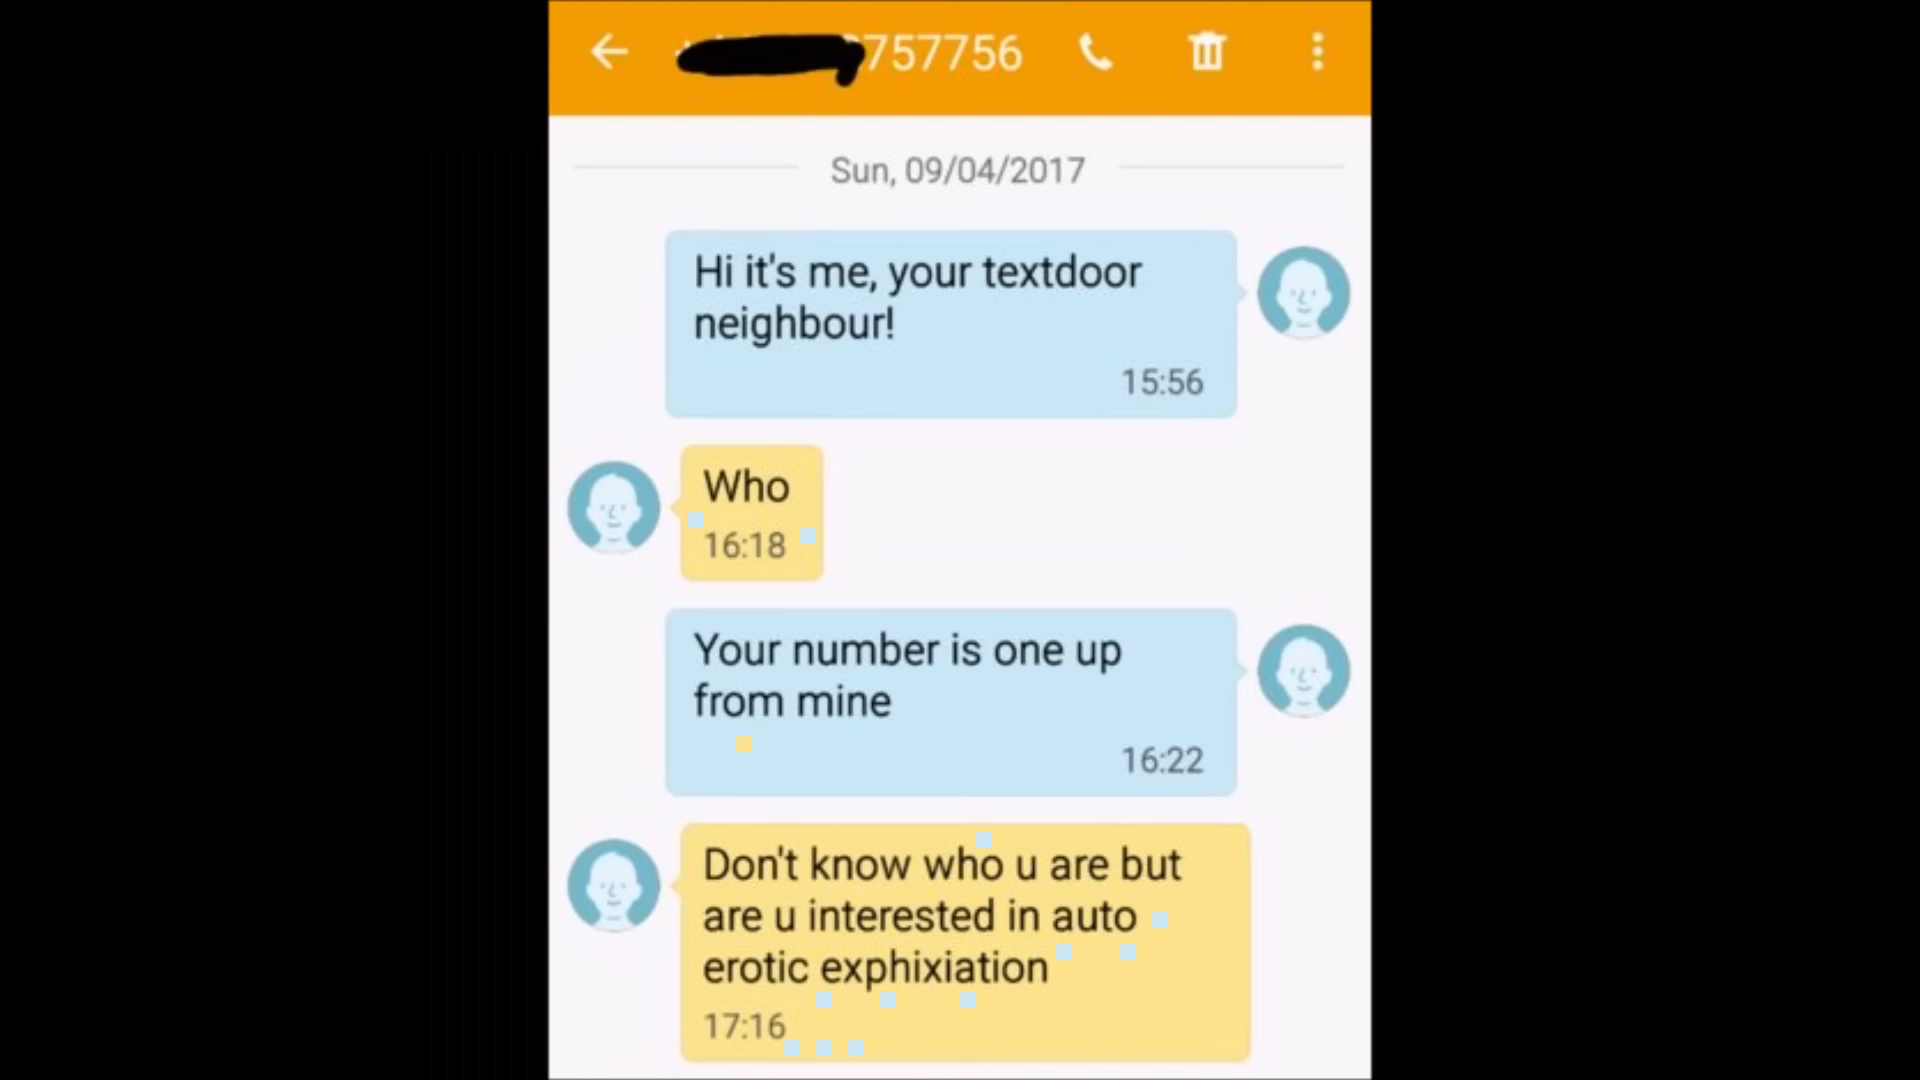 757756
Sun, 09/04/2017
Hi it's me, your textdoor
neighbour!
15:56
Who
16:18
Your number is one up
from mine
16:22
Don't know who u are but
are u interested in auto
erotic exphixiation
17:16